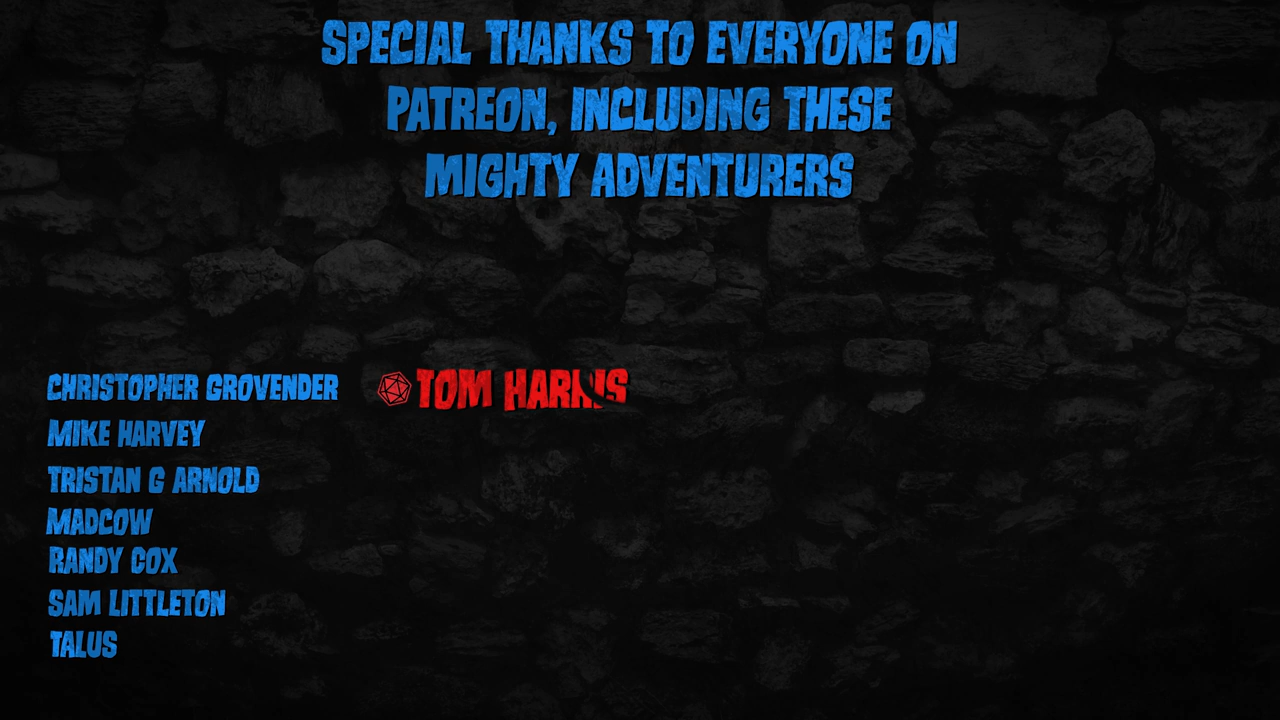 SPECIAL THANKS TO EVERYONE ON
PATREON, INCLUDING THESE
MIGHTY ADVENTURERS
CHRISTOPHER GROVENDER
TOM HARRIS
MIKE HARVEY
TRISTAN G ARNOLD
MADCOW
RANDY COX
SAM LITTLETON
TALUS